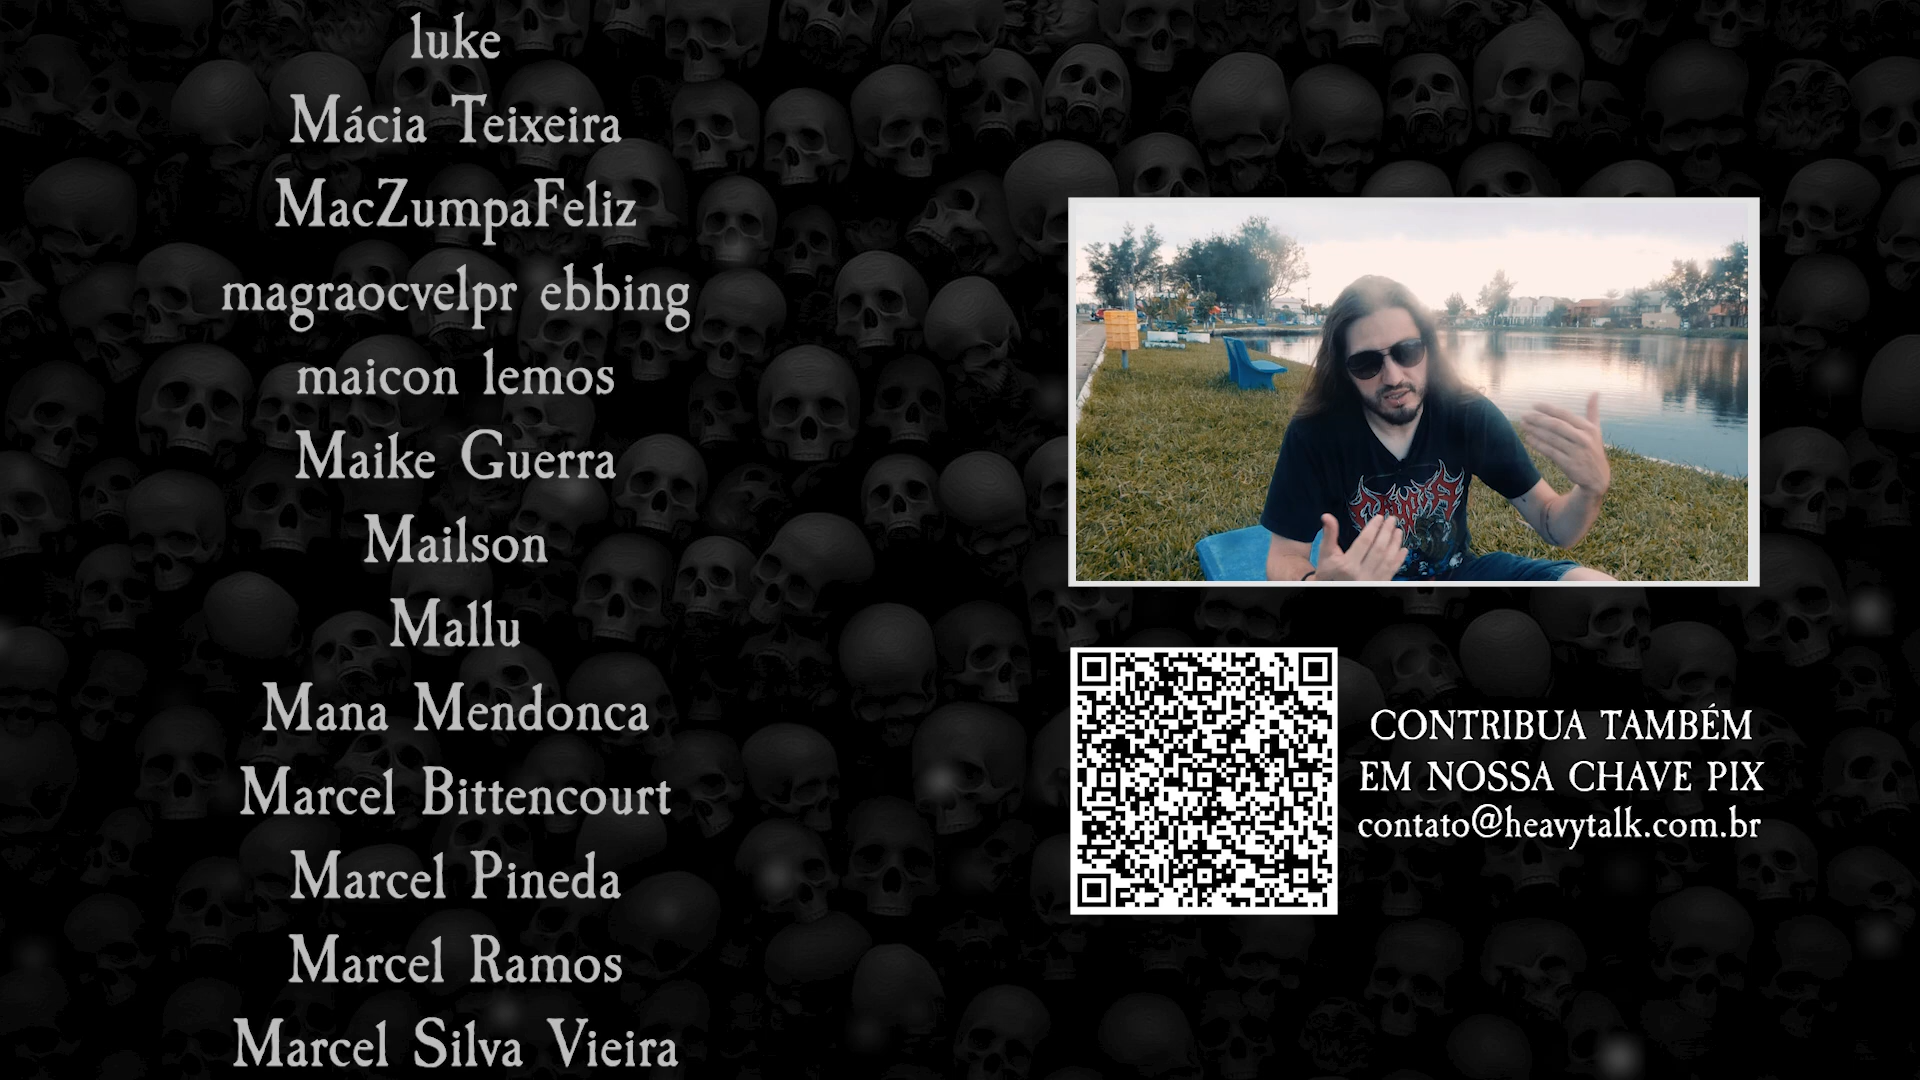 luke
Mácia Teixeira
MacZumpaFeliz
magraocvelpr ebbing
maicon lemos
Maike Guerra
Mailson
Mallu
Mana Mendonca
Marcel Bittencourt
Marcel Pineda
Marcel Ramos
Marcel Silva Vieira
CONTRIBUA TAMBÉM
EM NOSSA CHAVE PIX
contato@heavytalk.com.br